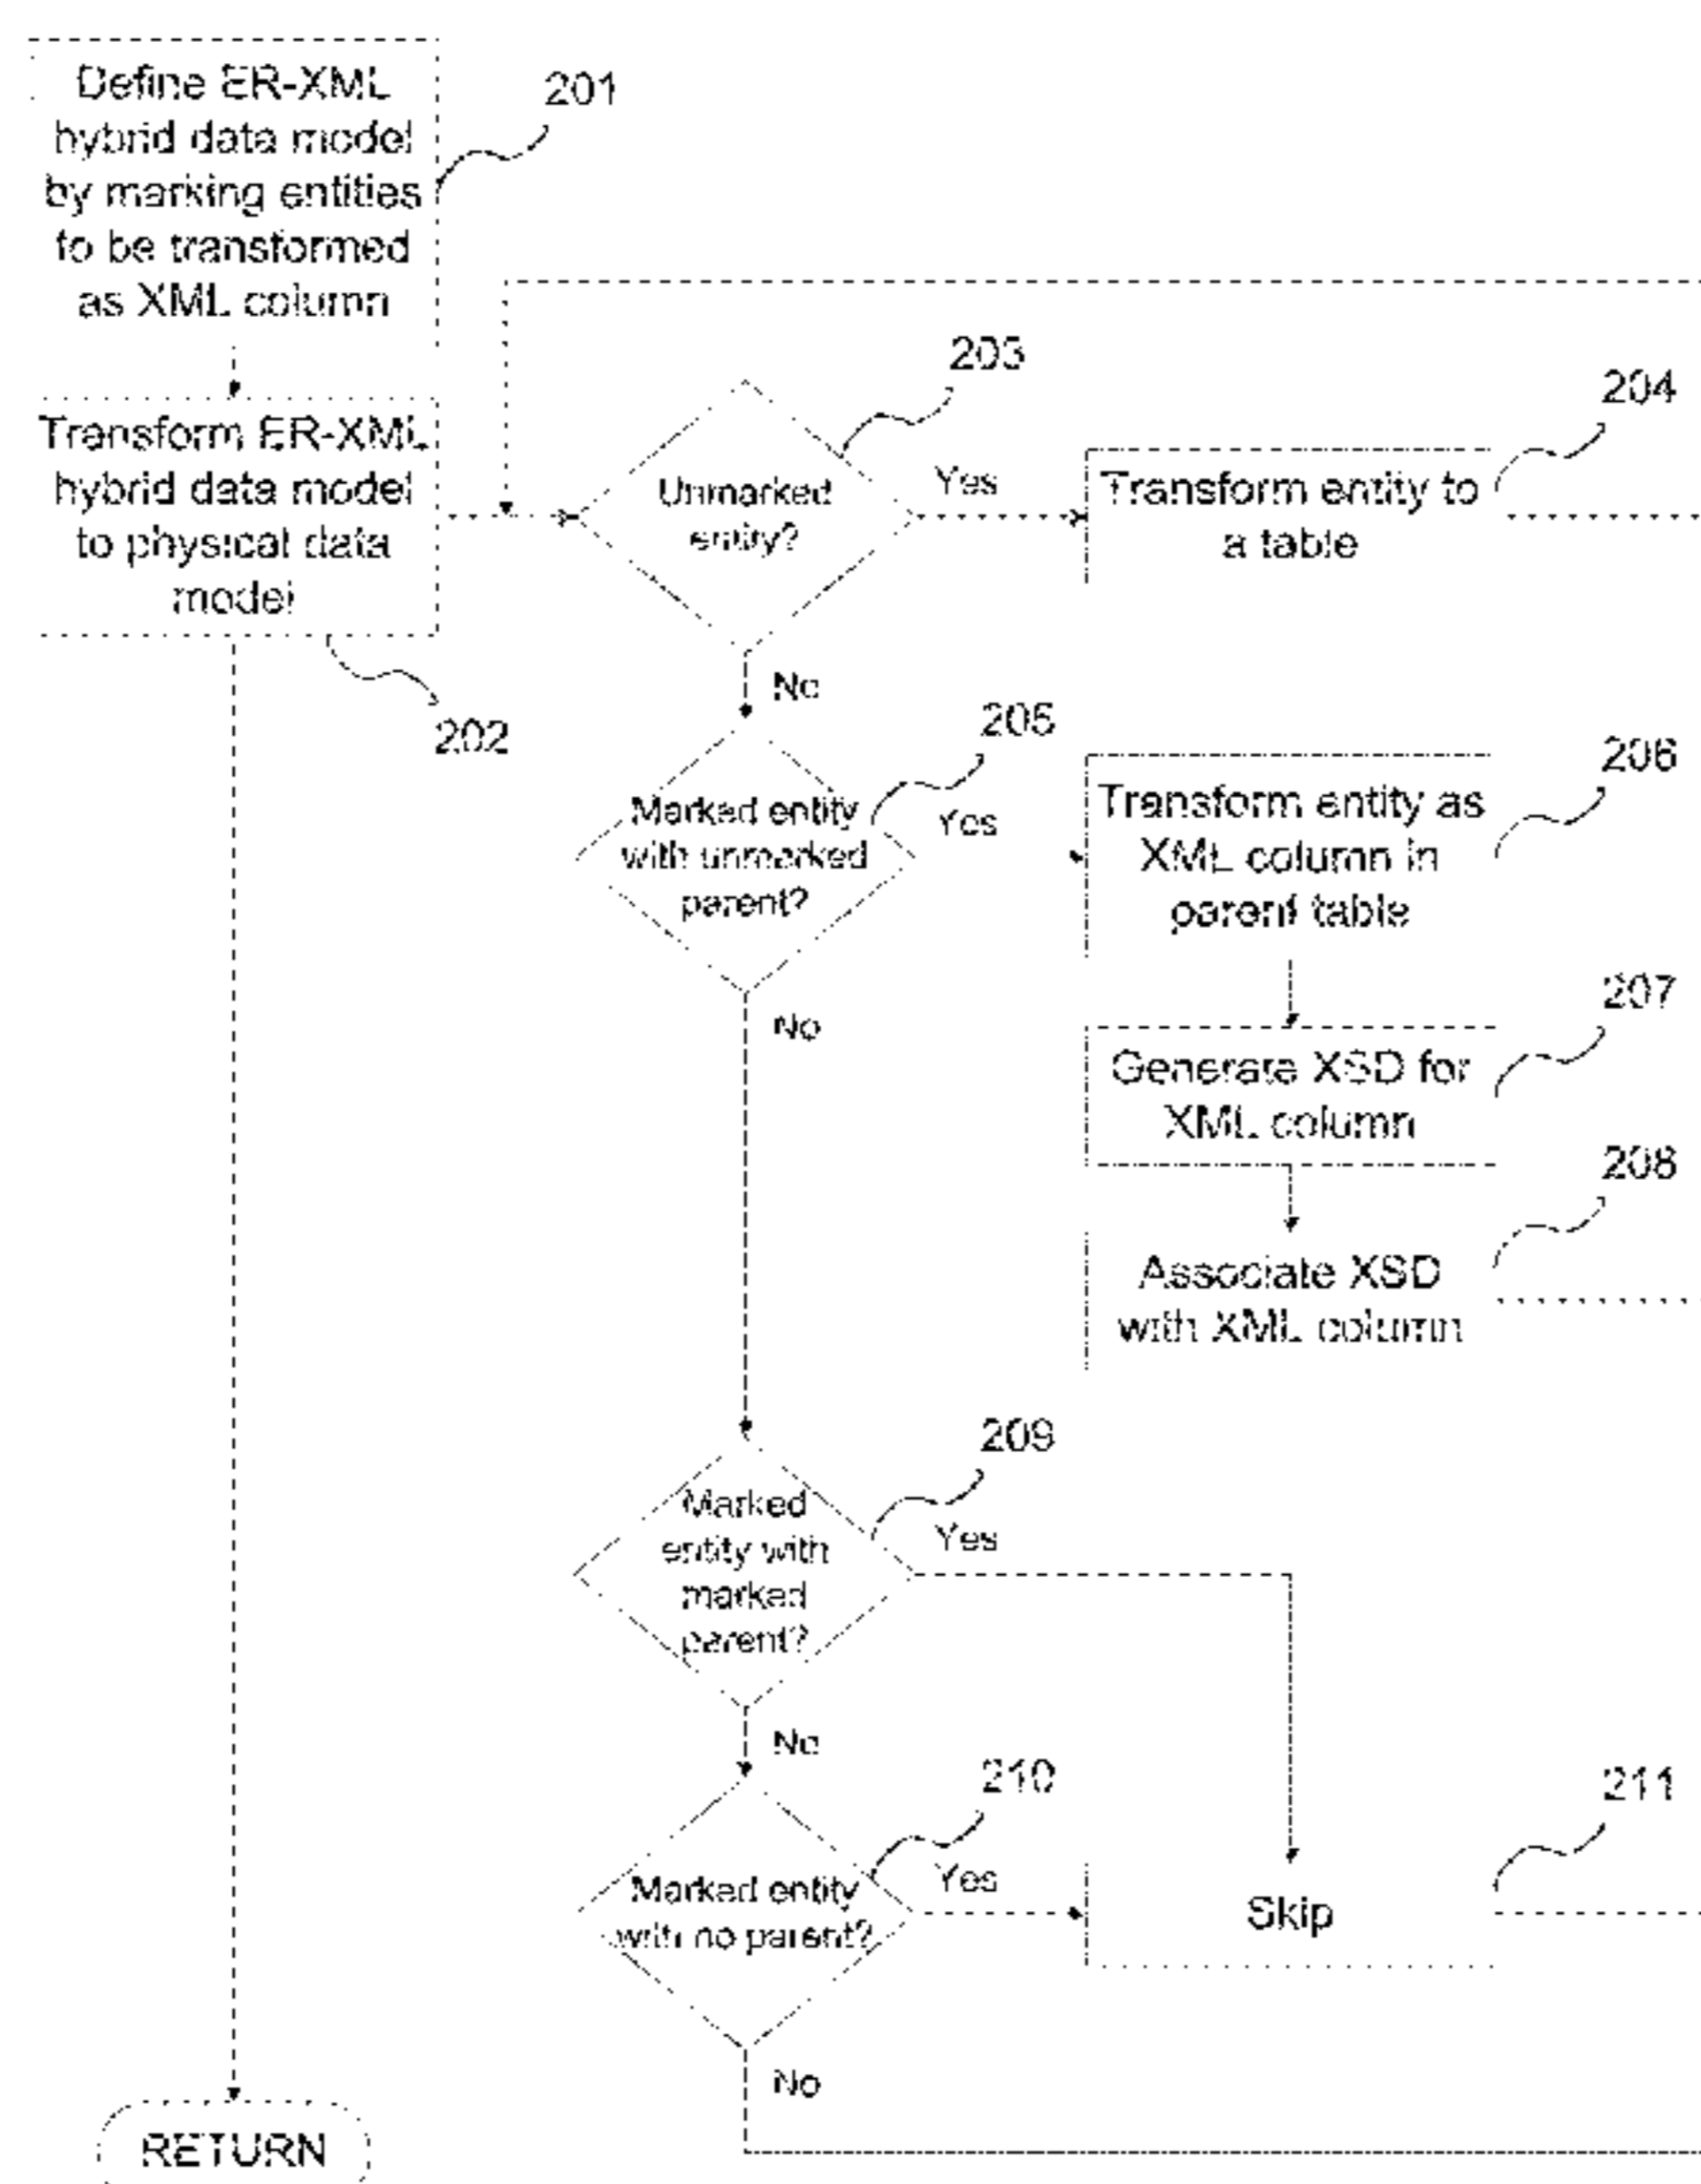 Define ER-XML
hybrid data model
by marking entities
to be transformed
as XML column
201
Transform ER-XML
hybrid data model
to physical data
model
202
203
Unmarked
entity?
Yes
No
204
Transform entity to
a table
205
Marked entity
with unmarked
parent?
Yes
No
206
Transform entity as
XML column in
parent table
207
Generate XSD for
XML column
208
Associate XSD
with XML column
209
Marked
entity with
marked
parent?
Yes
No
210
Marked entity
with no parent?
Yes
No
211
Skip
RETURN